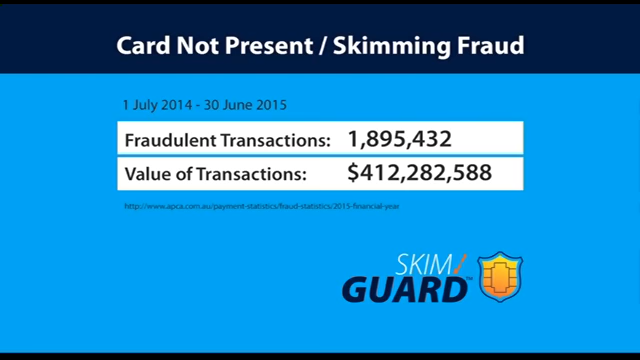 Card Not Present / Skimming Fraud
1 July 2014 - 30 June 2015
Fraudulent Transactions: 1,895,432
Value of Transactions: $412,282,588
http://www.apca.com.au/payment-statistics/fraud-statistics/2015-financial-year
SKIM
GUARD™